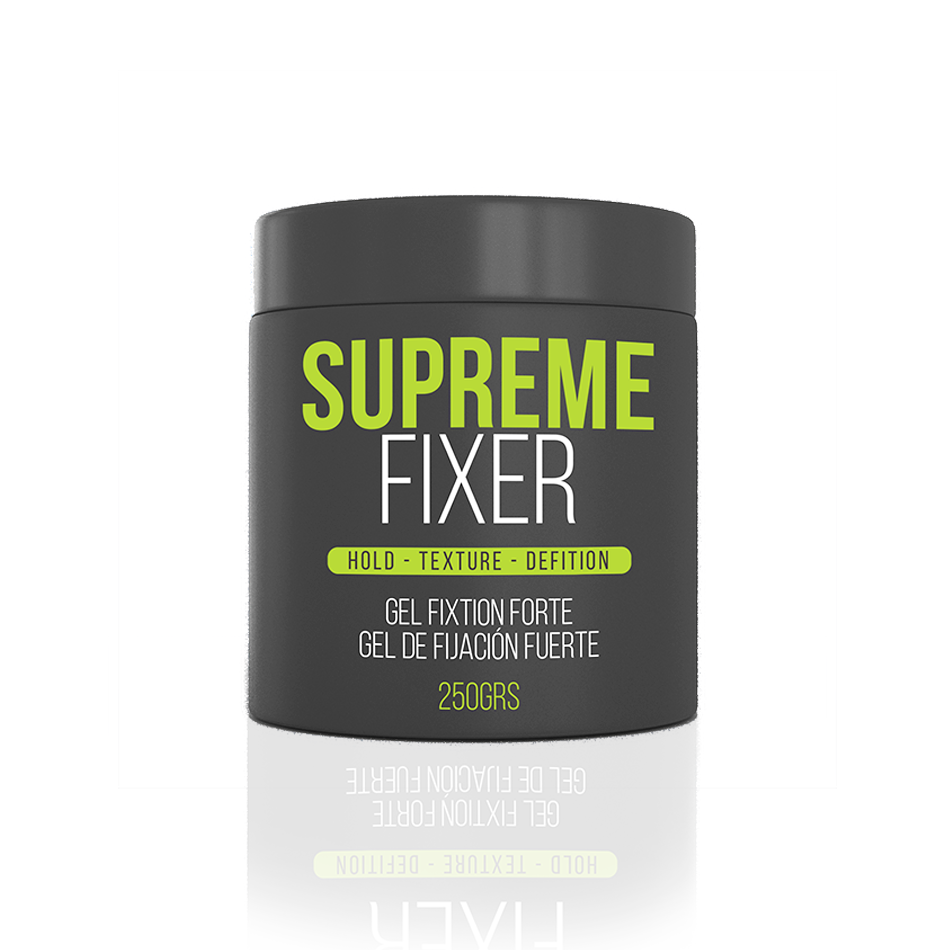 SUPREME
FIXER
HOLD - TEXTURE - DEFITION
GEL FIXTION FORTE
GEL DE FIJACIÓN FUERTE
250GRS